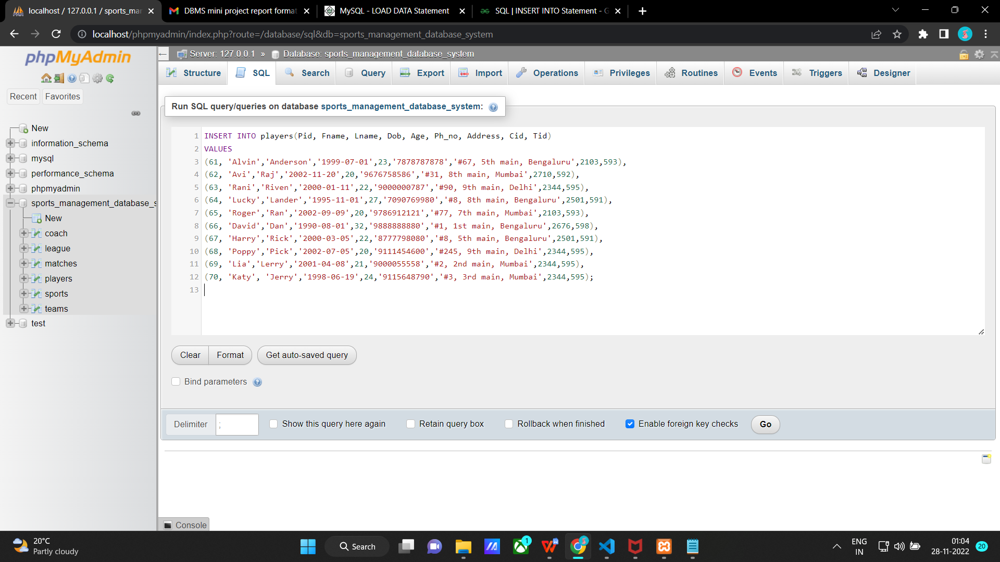 localhost / 127.0.0.1 / sports_mar
DBMS mini project report format
MySQL - LOAD DATA Statement
SQL | INSERT INTO Statement - G
localhost/phpmyadmin/index.php?route=/database/sql&db=sports_management_database_system
phpMyAdmin
Recent
Favorites
New
information_schema
mysql
performance_schema
phpmyadmin
sports_management_database_s
New
coach
league
matches
players
sports
teams
test
Server: 127.0.0.1 » Database: sports_management_database_system
Structure
SQL
Search
Query
Export
Import
Operations
Privileges
Routines
Events
Triggers
Designer
Run SQL query/queries on database sports_management_database_system:
1 INSERT INTO players(Pid, Fname, Lname, Dob, Age, Ph_no, Address, Cid, Tid)
2 VALUES
3 (61, 'Alvin','Anderson','1999-07-01',23,'7878787878','#67, 5th main, Bengaluru',2103,593),
4 (62, 'Avi','Raj','2002-11-20',20,'9676758586','#31, 8th main, Mumbai',2710,592),
5 (63, 'Rani','Riven','2000-01-11',22,'9000000787','#90, 9th main, Delhi',2344,595),
6 (64, 'Lucky','Lander','1995-11-01',27,'7090769980','#8, 8th main, Bengaluru',2501,591),
7 (65, 'Roger','Ran','2002-09-09',20,'9786912121','#77, 7th main, Mumbai',2103,593),
8 (66, 'David','Dan','1990-08-01',32,'9888888880','#1, 1st main, Bengaluru',2676,598),
9 (67, 'Harry','Rick','2000-03-05',22,'8777798080','#8, 5th main, Bengaluru',2501,591),
10 (68, 'Poppy','Pick','2002-07-05',20,'9111454600','#245, 9th main, Delhi',2344,595),
11 (69, 'Lia','Lerry','2001-04-08',21,'9000055558','#2, 2nd main, Mumbai',2344,595),
12 (70, 'Katy', 'Jerry','1998-06-19',24,'9115648790','#3, 3rd main, Mumbai',2344,595);
13
Clear
Format
Get auto-saved query
Bind parameters
Delimiter
;
Show this query here again
Retain query box
Rollback when finished
Enable foreign key checks
Go
Console
20°C
Partly cloudy
Search
1
ENG
IN
01:04
28-11-2022
20